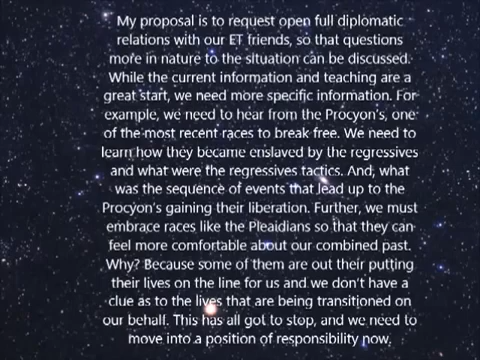 My proposal is to request open full diplomatic
relations with our ET friends, so that questions
more in nature to the situation can be discussed.
While the current information and teaching are a
great start, we need more specific information. For
example, we need to hear from the Procyon's, one
of the most recent races to break free. We need to
learn how they became enslaved by the regressives
and what were the regressives tactics. And, what
was the sequence of events that lead up to the
Procyon's gaining their liberation. Further, we must
embrace races like the Pleaidians so that they can
feel more comfortable about our combined past.
Why? Because some of them are out their putting
their lives on the line for us and we don't have a
clue as to the lives that are being transitioned on
our behalf. This has all got to stop, and we need to
move into a position of responsibility now.